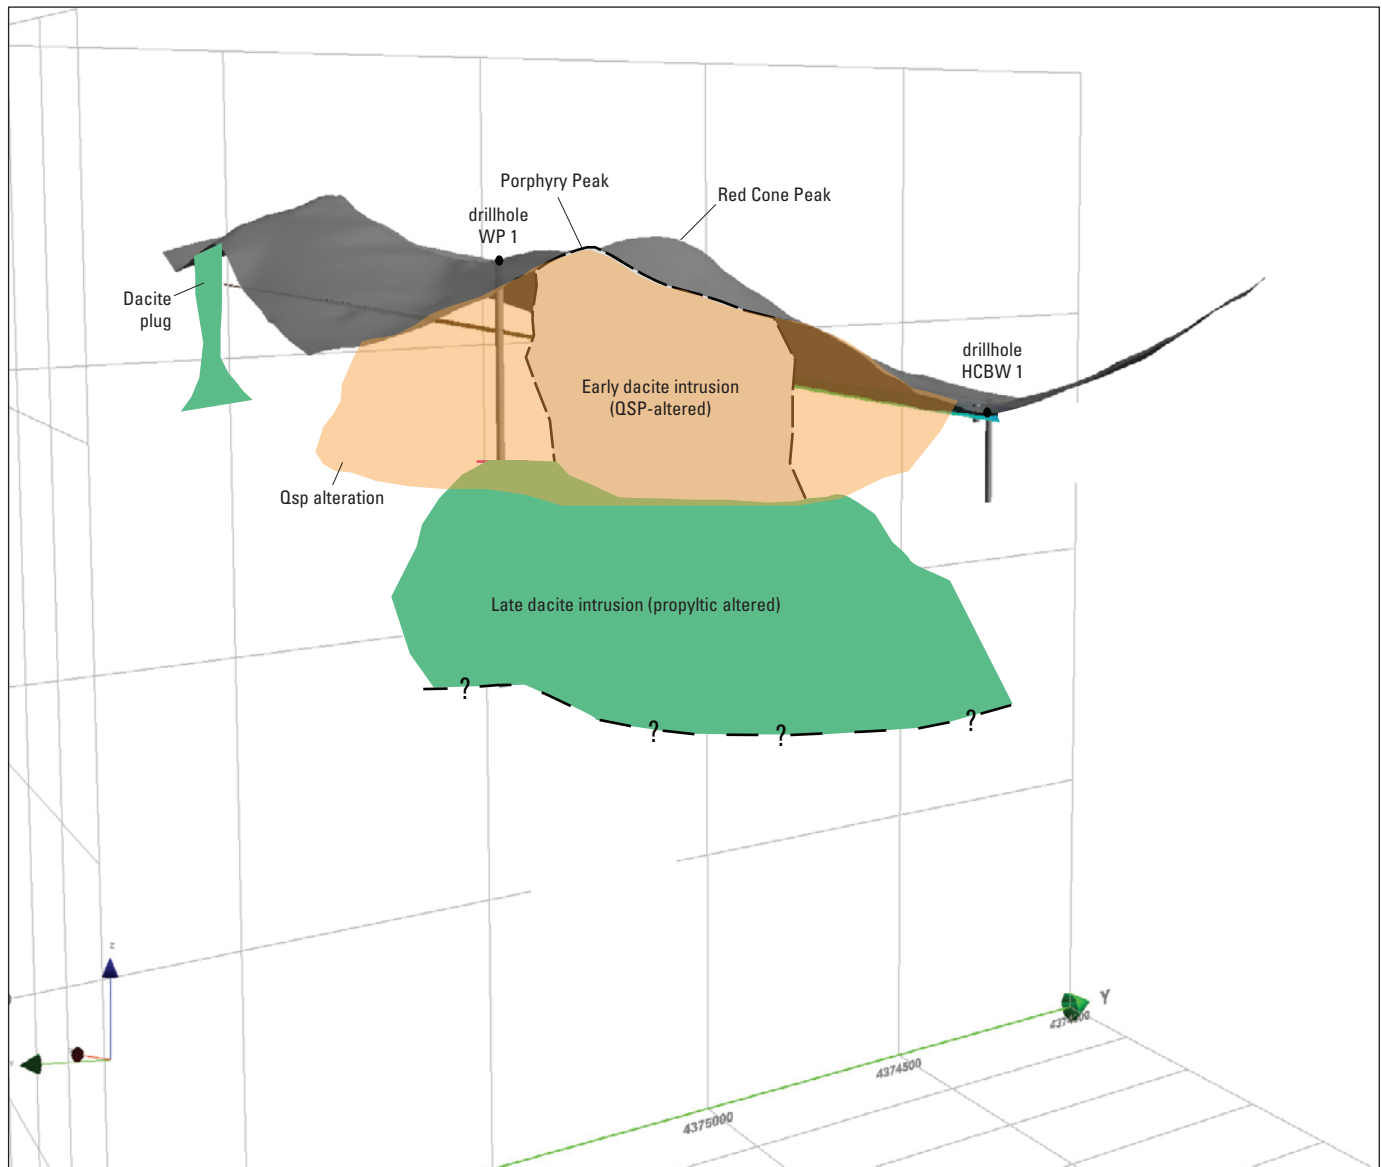 Porphyry Peak
Red Cone Peak
drillhole
WP 1
Dacite
plug
drillhole
HCBW 1
Early dacite intrusion
(QSP-altered)
Qsp alteration
Late dacite intrusion (propyltic altered)
?
?
?
?
z
Y
4374500
4375000